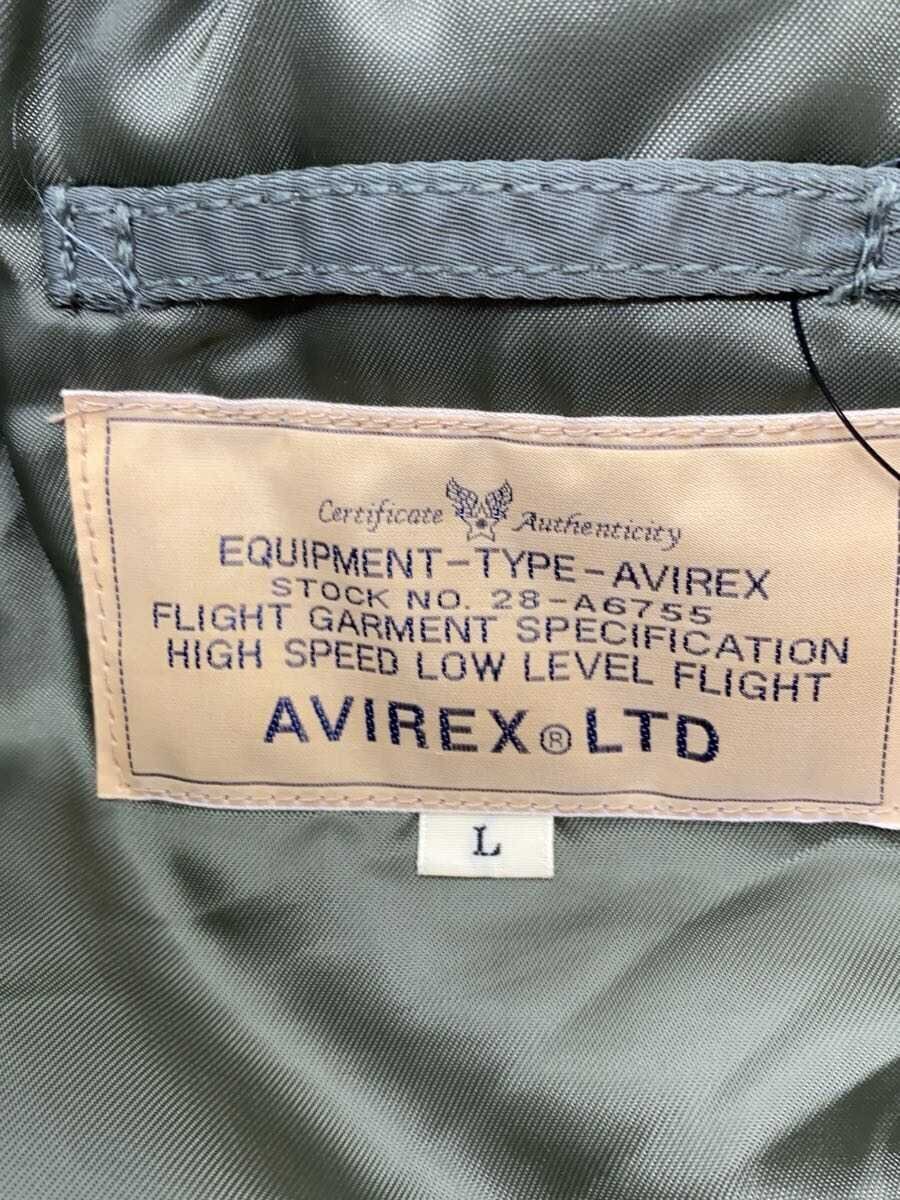 Certificate Authenticity
EQUIPMENT-TYPE-AVIREX
STOCK NO. 28-A6755
FLIGHT GARMENT SPECIFICATION
HIGH SPEED LOW LEVEL FLIGHT
AVIREX® LTD
L